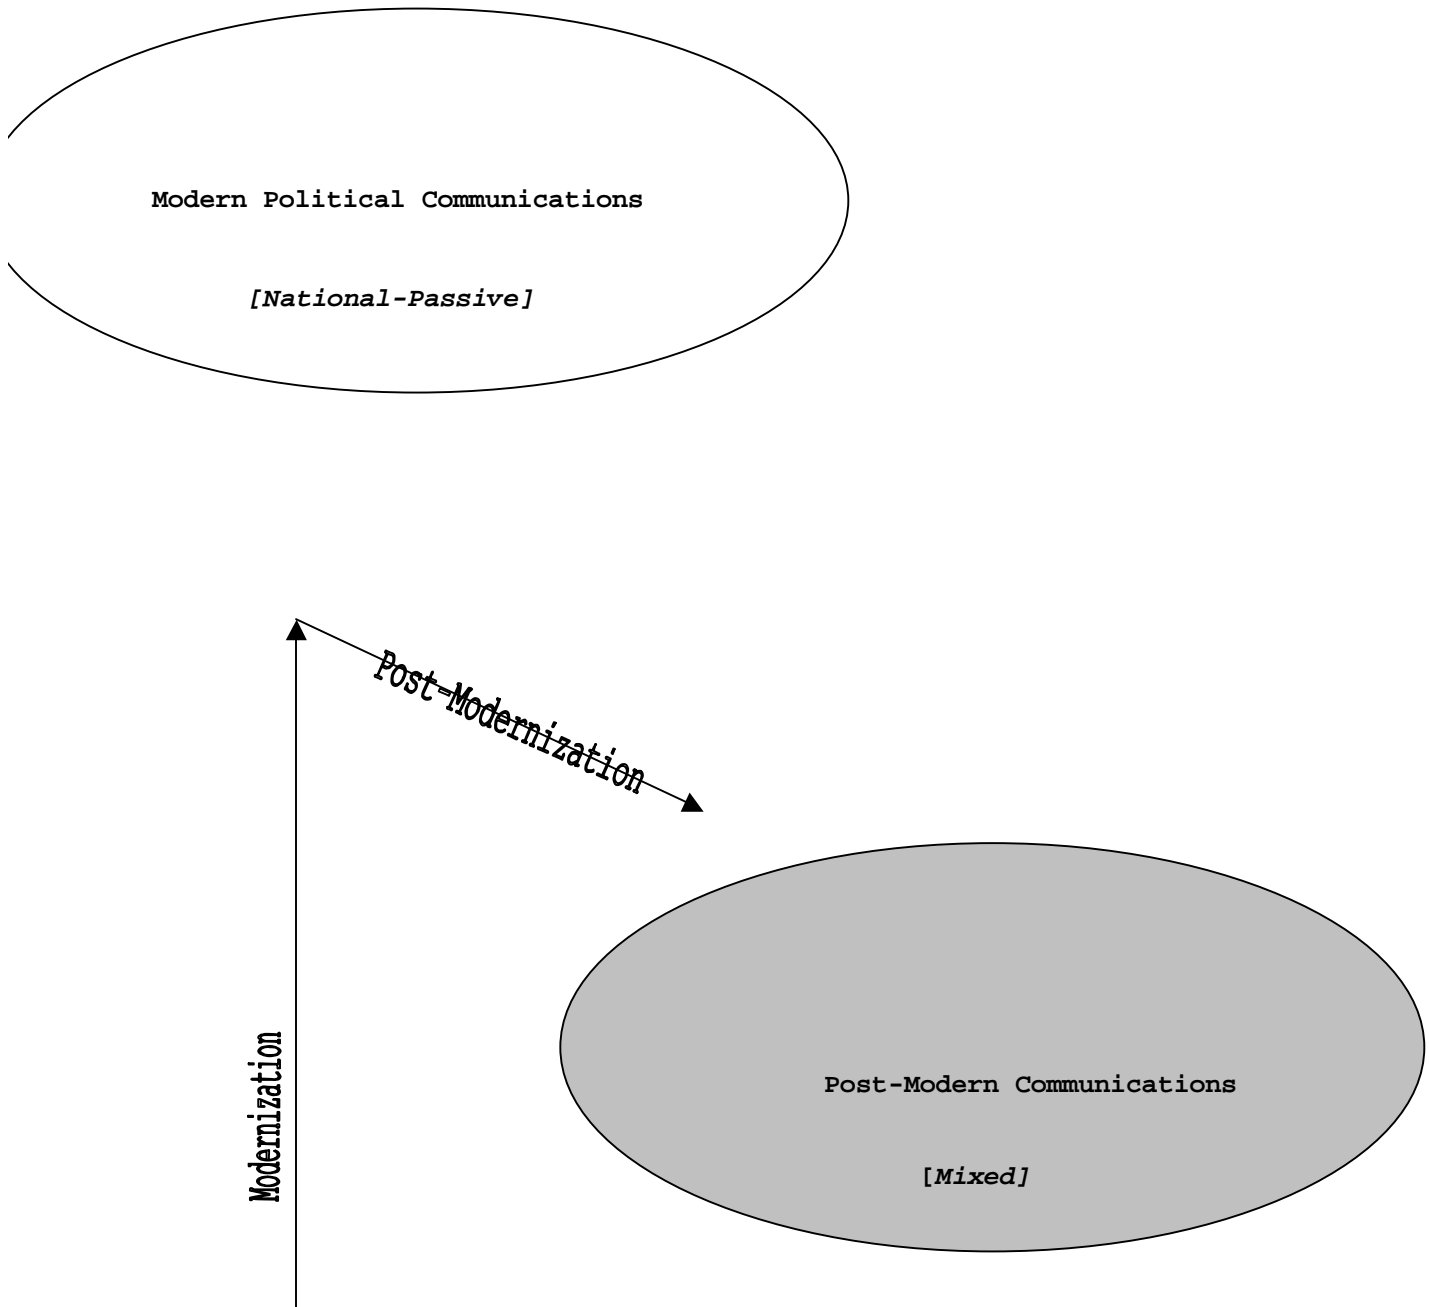 Modern Political Communications
[National-Passive]
Post-Modernization
Modernization
Post-Modern Communications
[Mixed]